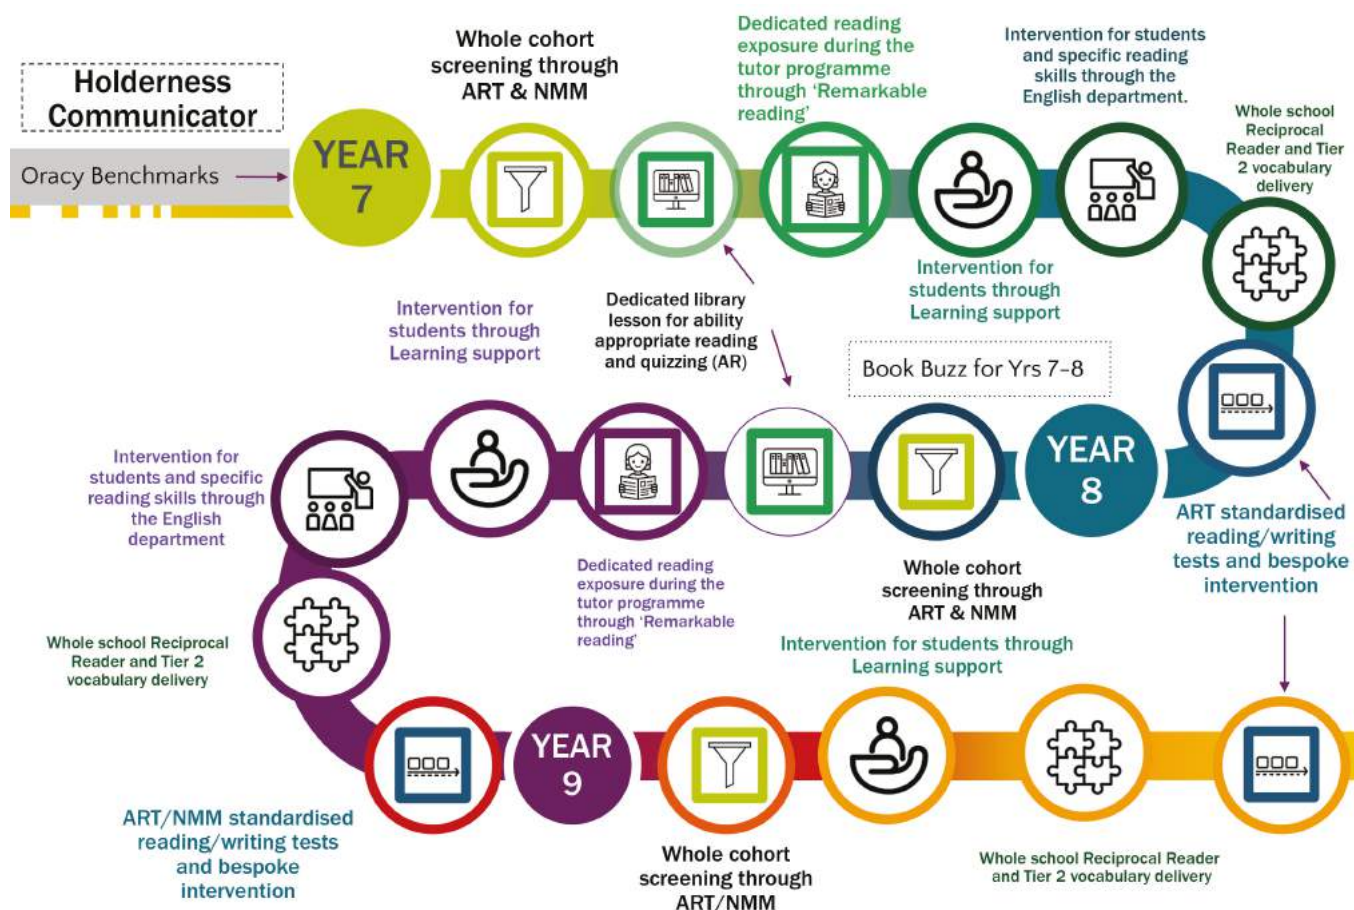 Holderness
Communicator
Oracy Benchmarks
YEAR
7
Whole cohort
screening through
ART & NMM
Dedicated library
lesson for ability
appropriate reading
and quizzing (AR)
Dedicated reading
exposure during the
tutor programme
through 'Remarkable
reading'
Intervention for
students through
Learning support
Intervention for students
and specific reading
skills through the
English department.
Whole school
Reciprocal
Reader and Tier
2 vocabulary
delivery
ART standardised
reading/writing
tests and bespoke
intervention
Book Buzz for Yrs 7-8
YEAR
8
Whole cohort
screening through
ART & NMM
Dedicated reading
exposure during the
tutor programme
through 'Remarkable
reading'
Intervention for
students through
Learning support
Intervention for
students and specific
reading skills through
the English
department
Whole school Reciprocal
Reader and Tier 2
vocabulary delivery
ART/NMM standardised
reading/writing tests
and bespoke
intervention
YEAR
9
Whole cohort
screening through
ART/NMM
Intervention for students through
Learning support
Whole school Reciprocal Reader
and Tier 2 vocabulary delivery